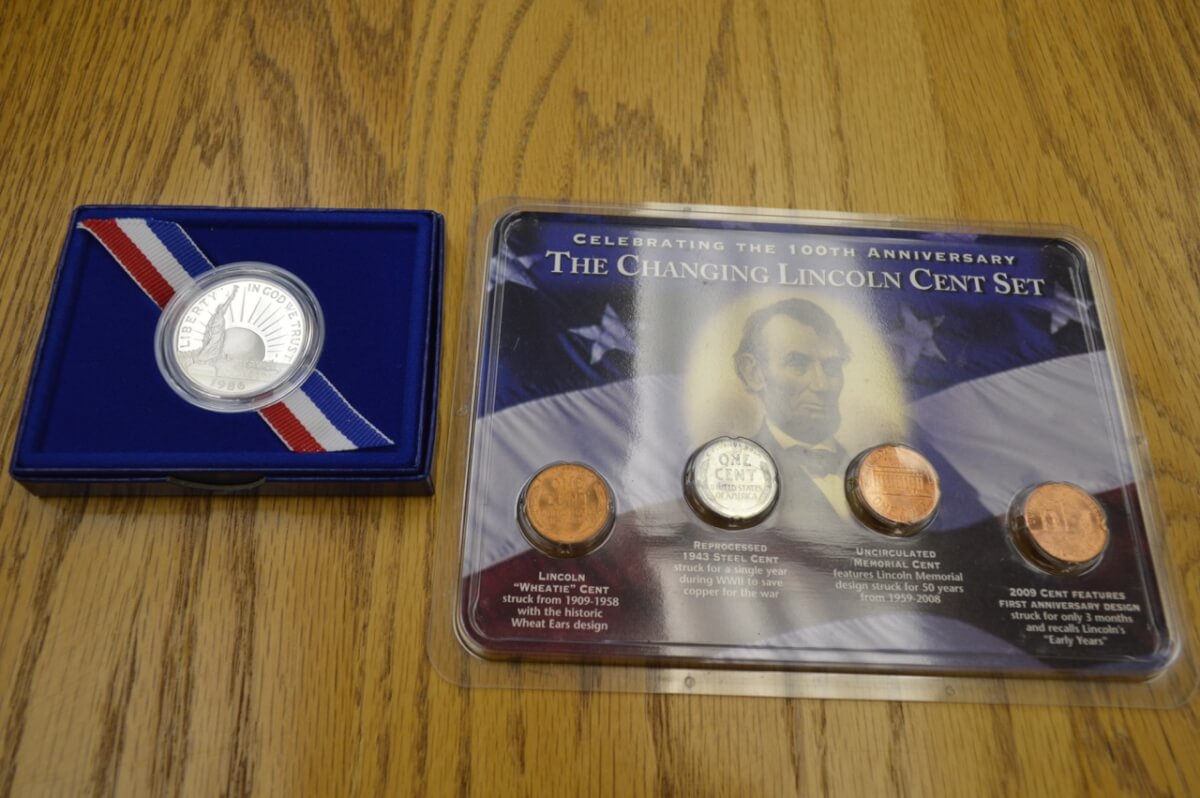 LIBERTY
IN GOD WE TRUST
1986
CELEBRATING THE 100TH ANNIVERSARY
THE CHANGING LINCOLN CENT SET
ONE
CENT
UNITED STATES
OF AMERICA
LINCOLN
"WHEATIE" CENT
struck from 1909-1958
with the historic
Wheat Ears design
REPROCESSED
1943 STEEL CENT
struck for a single year
during WWII to save
copper for the war
UNCIRCULATED
MEMORIAL CENT
features Lincoln Memorial
design struck for 50 years
from 1959-2008
2009 CENT FEATURES
FIRST ANNIVERSARY DESIGN
struck for only 3 months
and recalls Lincoln's
"Early Years"